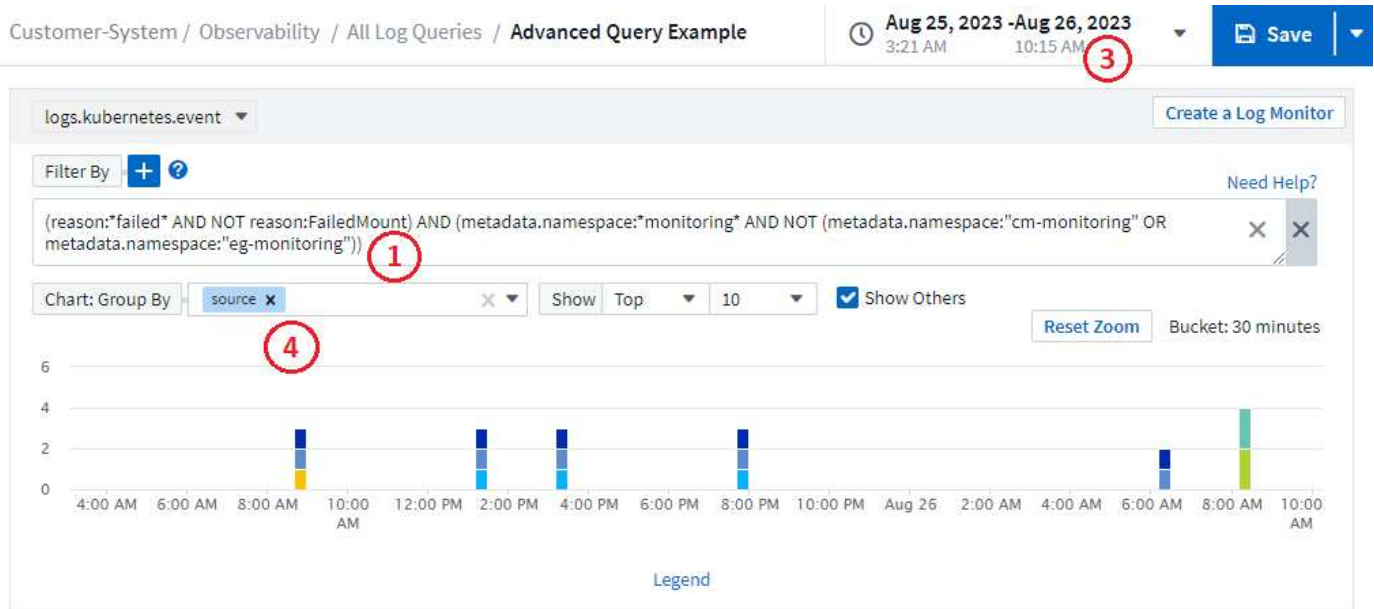 Customer-System / Observability / All Log Queries / Advanced Query Example
Aug 25, 2023 -Aug 26, 2023
3:21 AM 10:15 AM
Save
3
logs.kubernetes.event
Create a Log Monitor
Filter By + ?
Need Help?
(reason:*failed* AND NOT reason:FailedMount) AND (metadata.namespace:*monitoring* AND NOT (metadata.namespace:"cm-monitoring" OR
metadata.namespace:"eg-monitoring"))
1
Chart: Group By source x Show Top 10 Show Others
4
Reset Zoom Bucket: 30 minutes
6
4
2
0
4:00 AM 6:00 AM 8:00 AM 10:00 AM 12:00 PM 2:00 PM 4:00 PM 6:00 PM 8:00 PM 10:00 PM Aug 26 2:00 AM 4:00 AM 6:00 AM 8:00 AM 10:00 AM
Legend